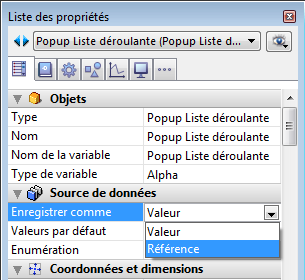 Liste des propriétés
Popup Liste déroulante (Popup Liste d...
Objets
Type Popup Liste déroulante
Nom Popup Liste déroulante
Nom de la variable Popup Liste déroulante
Type de variable Alpha
Source de données
Enregistrer comme Valeur
Valeurs par défaut Valeur
Enumération Référence
Coordonnées et dimensions